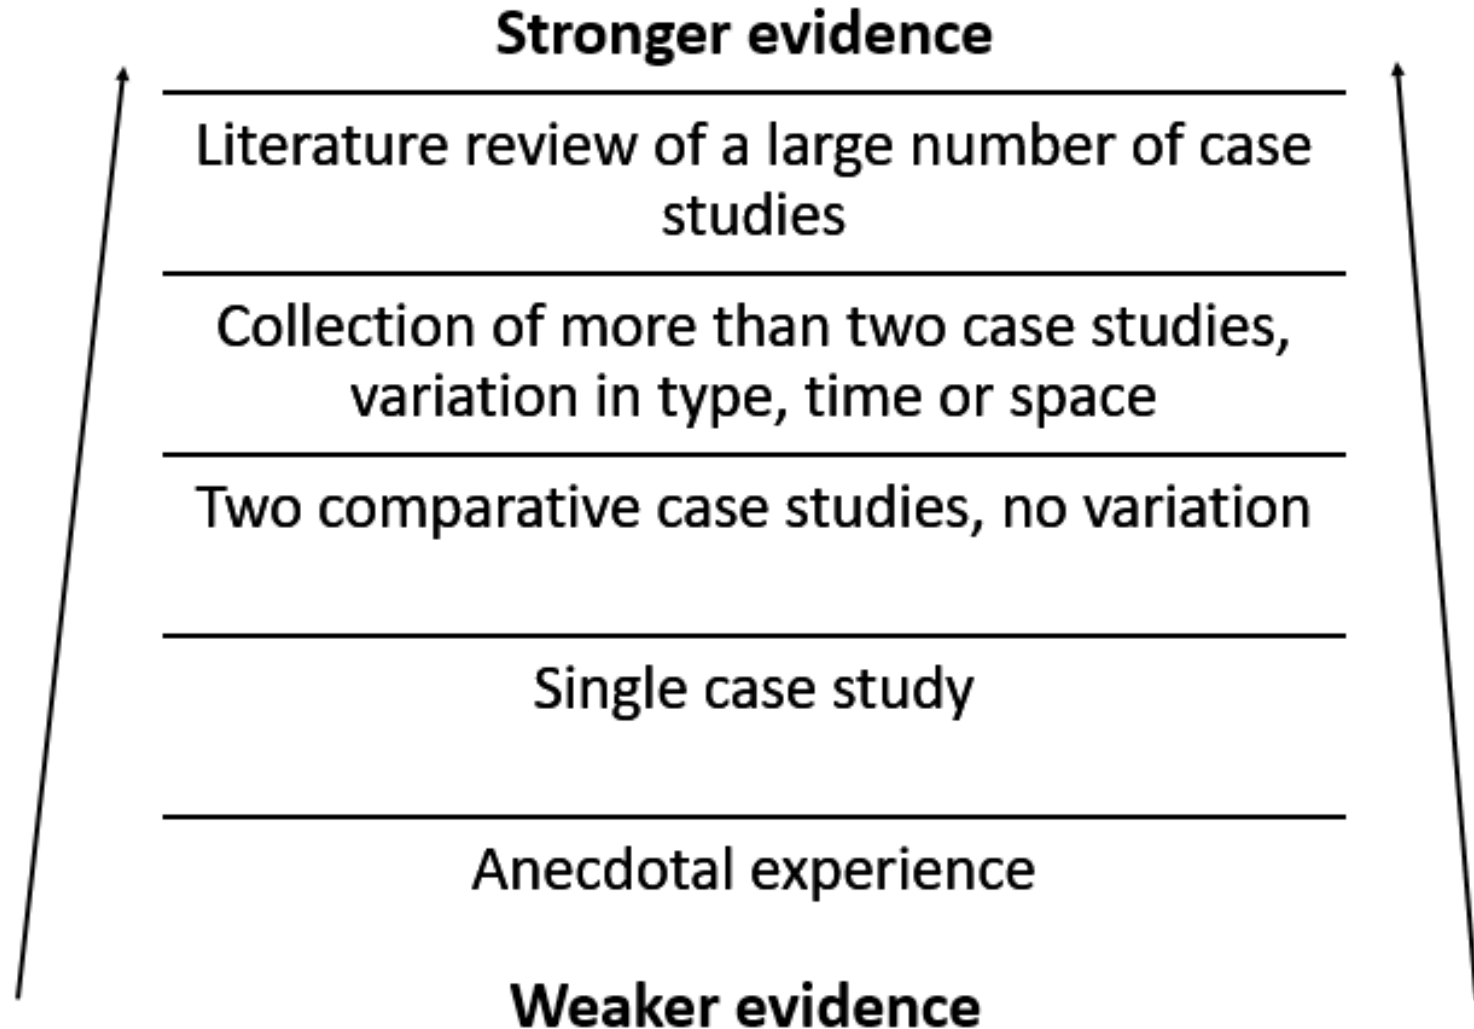 Stronger evidence
Literature review of a large number of case
studies
Collection of more than two case studies,
variation in type, time or space
Two comparative case studies, no variation
Single case study
Anecdotal experience
Weaker evidence